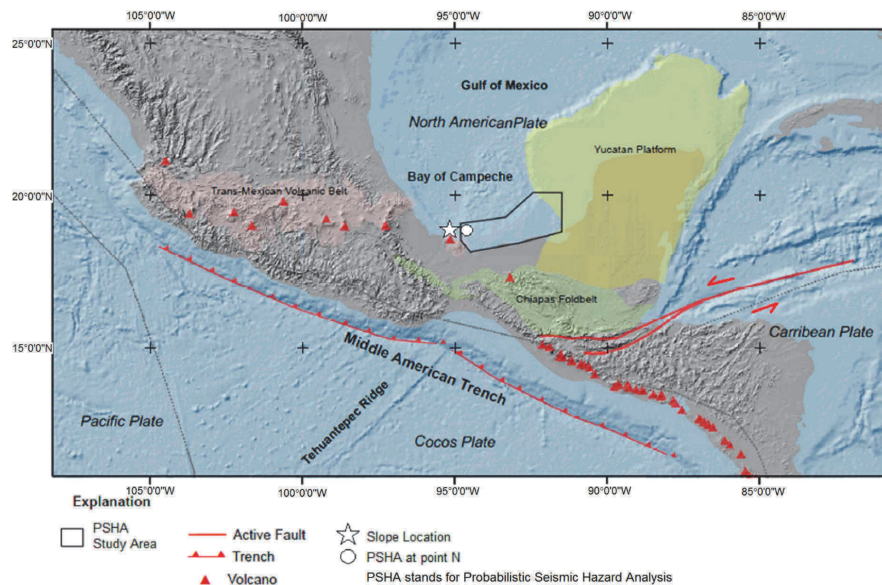 105°0'0"W 100°0'0"W 95°0'0"W 90°0'0"W 85°0'0"W
25°0'0"N
Gulf of Mexico
North AmericanPlate
Yucatan Platform
Bay of Campeche
Trans-Mexican Volcanic Belt
20°0'0"N
Chiapas Foldbelt
Carribean Plate
15°0'0"N
Middle American Trench
Tehuantepec Ridge
Pacific Plate
Cocos Plate
105°0'0"W 100°0'0"W 95°0'0"W 90°0'0"W 85°0'0"W
Explanation
PSHA
Study Area
Active Fault
Trench
Volcano
Slope Location
PSHA at point N
PSHA stands for Probabilistic Seismic Hazard Analysis